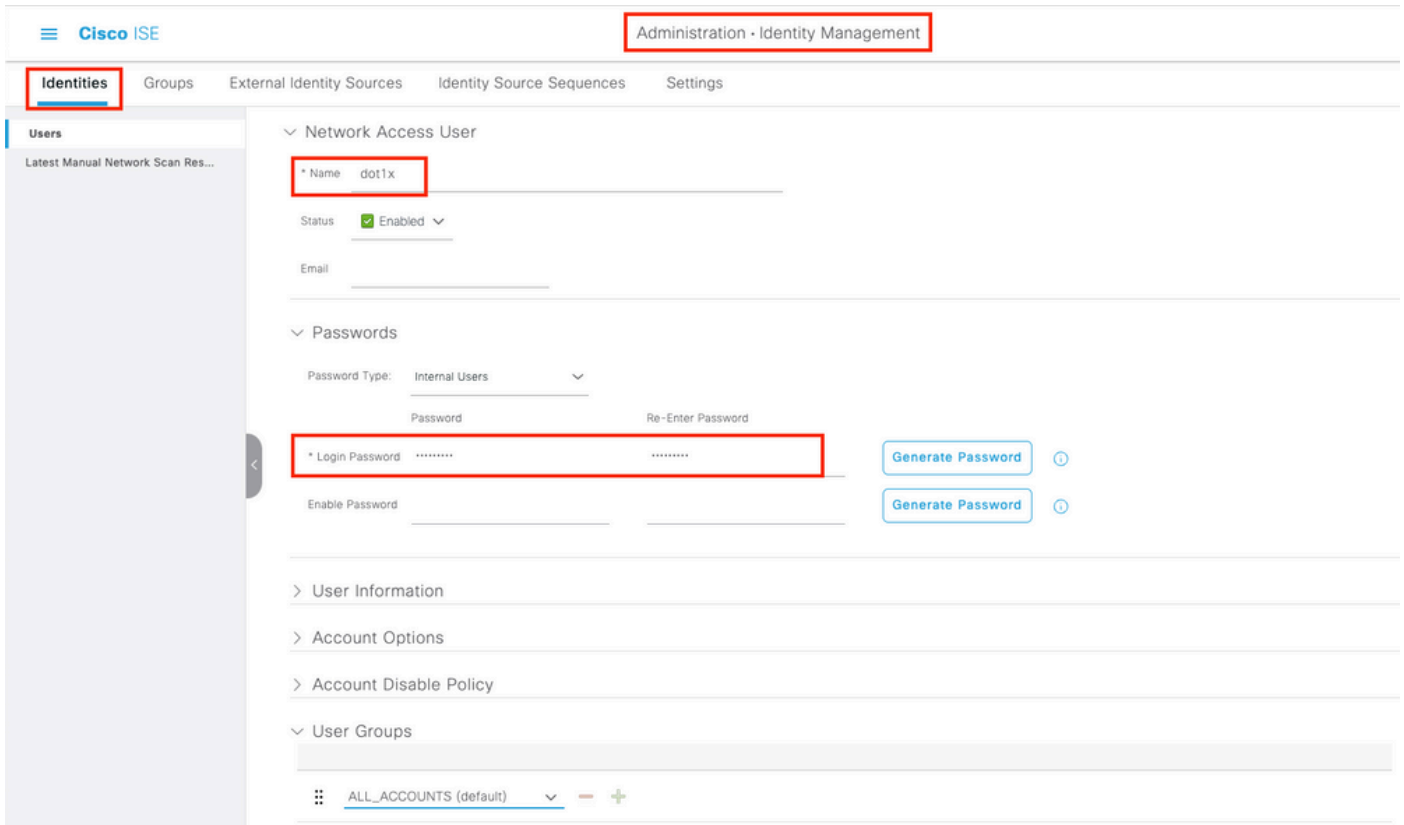 Cisco ISE
Administration · Identity Management
Identities Groups External Identity Sources Identity Source Sequences Settings
Users
Latest Manual Network Scan Res...
Network Access User
* Name dot1x
Status Enabled
Email
Passwords
Password Type: Internal Users
Password Re-Enter Password
* Login Password ········· ········· Generate Password
Enable Password Generate Password
User Information
Account Options
Account Disable Policy
User Groups
ALL_ACCOUNTS (default)